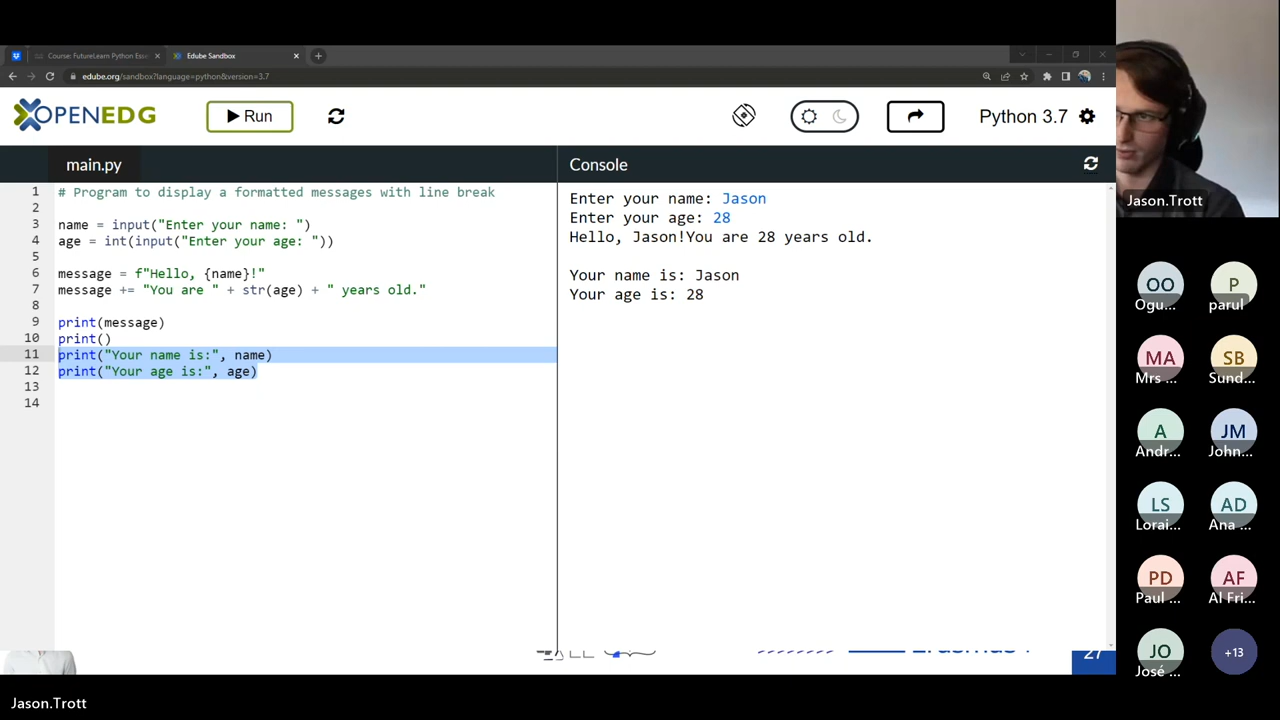 Course: FutureLearn Python Esse
Edube Sandbox
edube.org/sandbox?language=python&version=3.7
OPENEDG
Run
Python 3.7
main.py
1 # Program to display a formatted messages with line break
2
3 name = input("Enter your name: ")
4 age = int(input("Enter your age: "))
5
6 message = f"Hello, {name}!"
7 message += "You are " + str(age) + " years old."
8
9 print(message)
10 print()
11 print("Your name is:", name)
12 print("Your age is:", age)
13
14
Console
Enter your name: Jason
Enter your age: 28
Hello, Jason!You are 28 years old.
Your name is: Jason
Your age is: 28
27
Jason.Trott
OO
Ogu...
P
parul
MA
Mrs ...
SB
Sund...
A
Andr...
JM
John...
LS
Lorai...
AD
Ana ...
PD
Paul ...
AF
Al Fri...
JO
José ...
+13
Jason.Trott